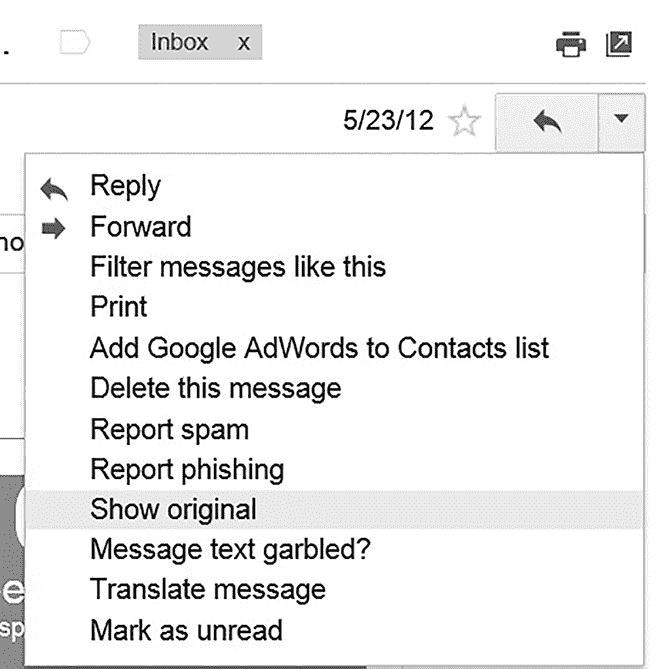 Inbox x
5/23/12
Reply
Forward
Filter messages like this
Print
Add Google AdWords to Contacts list
Delete this message
Report spam
Report phishing
Show original
Message text garbled?
Translate message
Mark as unread